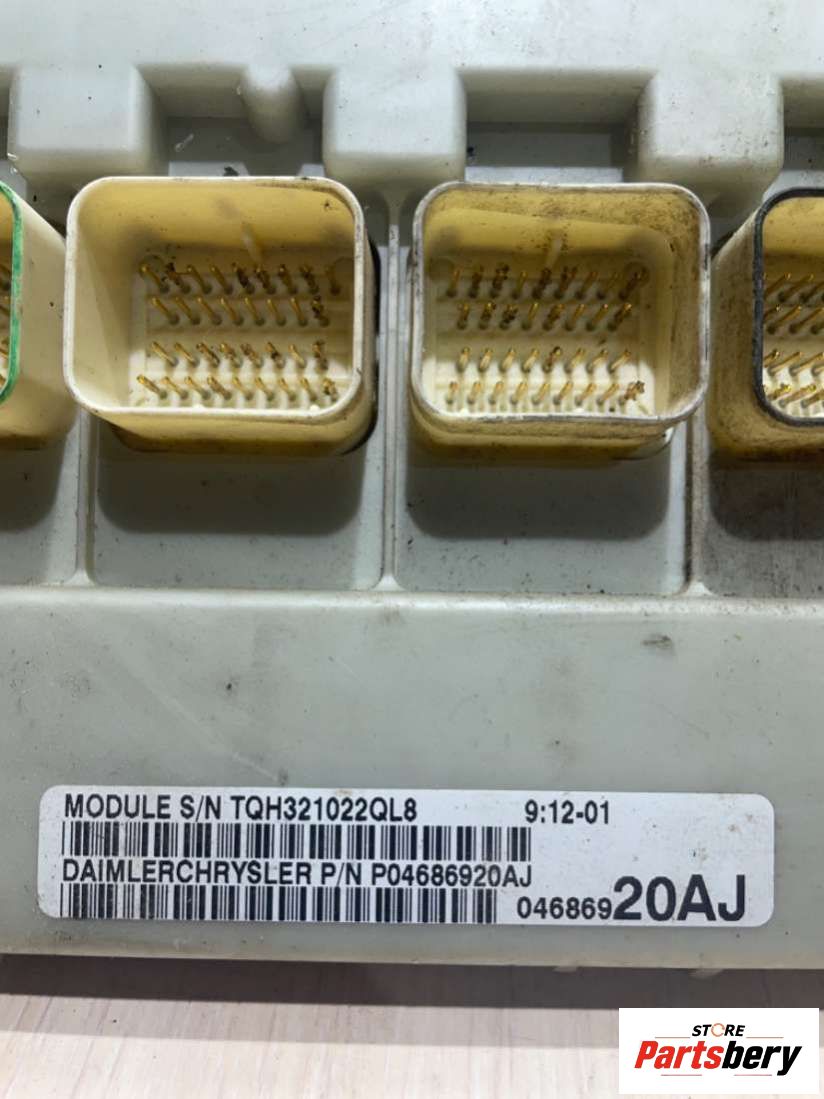 MODULE S/N TQH321022QL8 9:12-01
DAIMLERCHRYSLER P/N P04686920AJ
04686920AJ
STORE
Partsbery